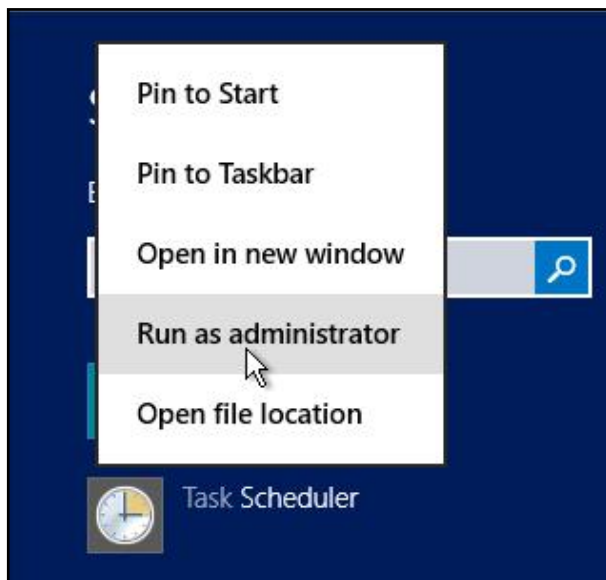 Pin to Start
Pin to Taskbar
Open in new window
Run as administrator
Open file location
Task Scheduler